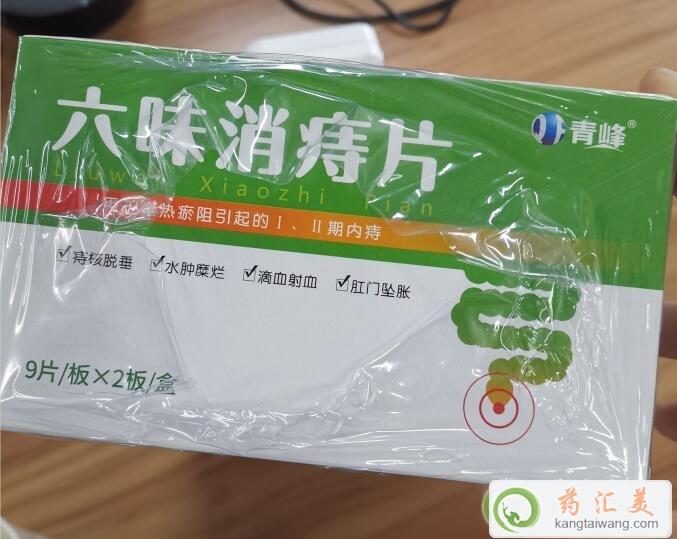 六味消痔片
青峰®
Liuwei Xiaozhi Pian
热瘀阻引起的Ⅰ、Ⅱ期内痔
☑痔核脱垂 ☑水肿糜烂 ☑滴血射血 ☑肛门坠胀
9片/板×2板/盒
药汇美
kangtaiwang.com